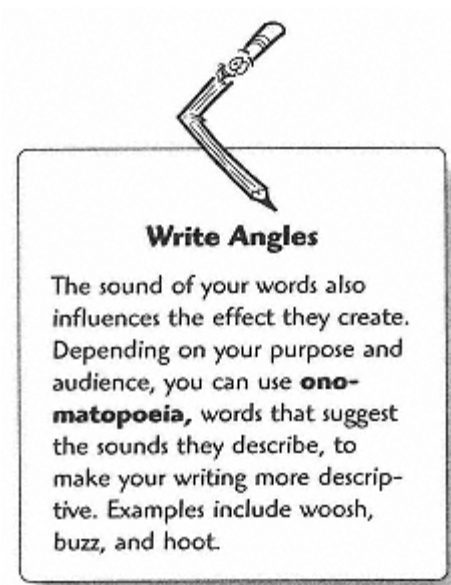 Write Angles
The sound of your words also
influences the effect they create.
Depending on your purpose and
audience, you can use ono-
matopoeia, words that suggest
the sounds they describe, to
make your writing more descrip-
tive. Examples include woosh,
buzz, and hoot.